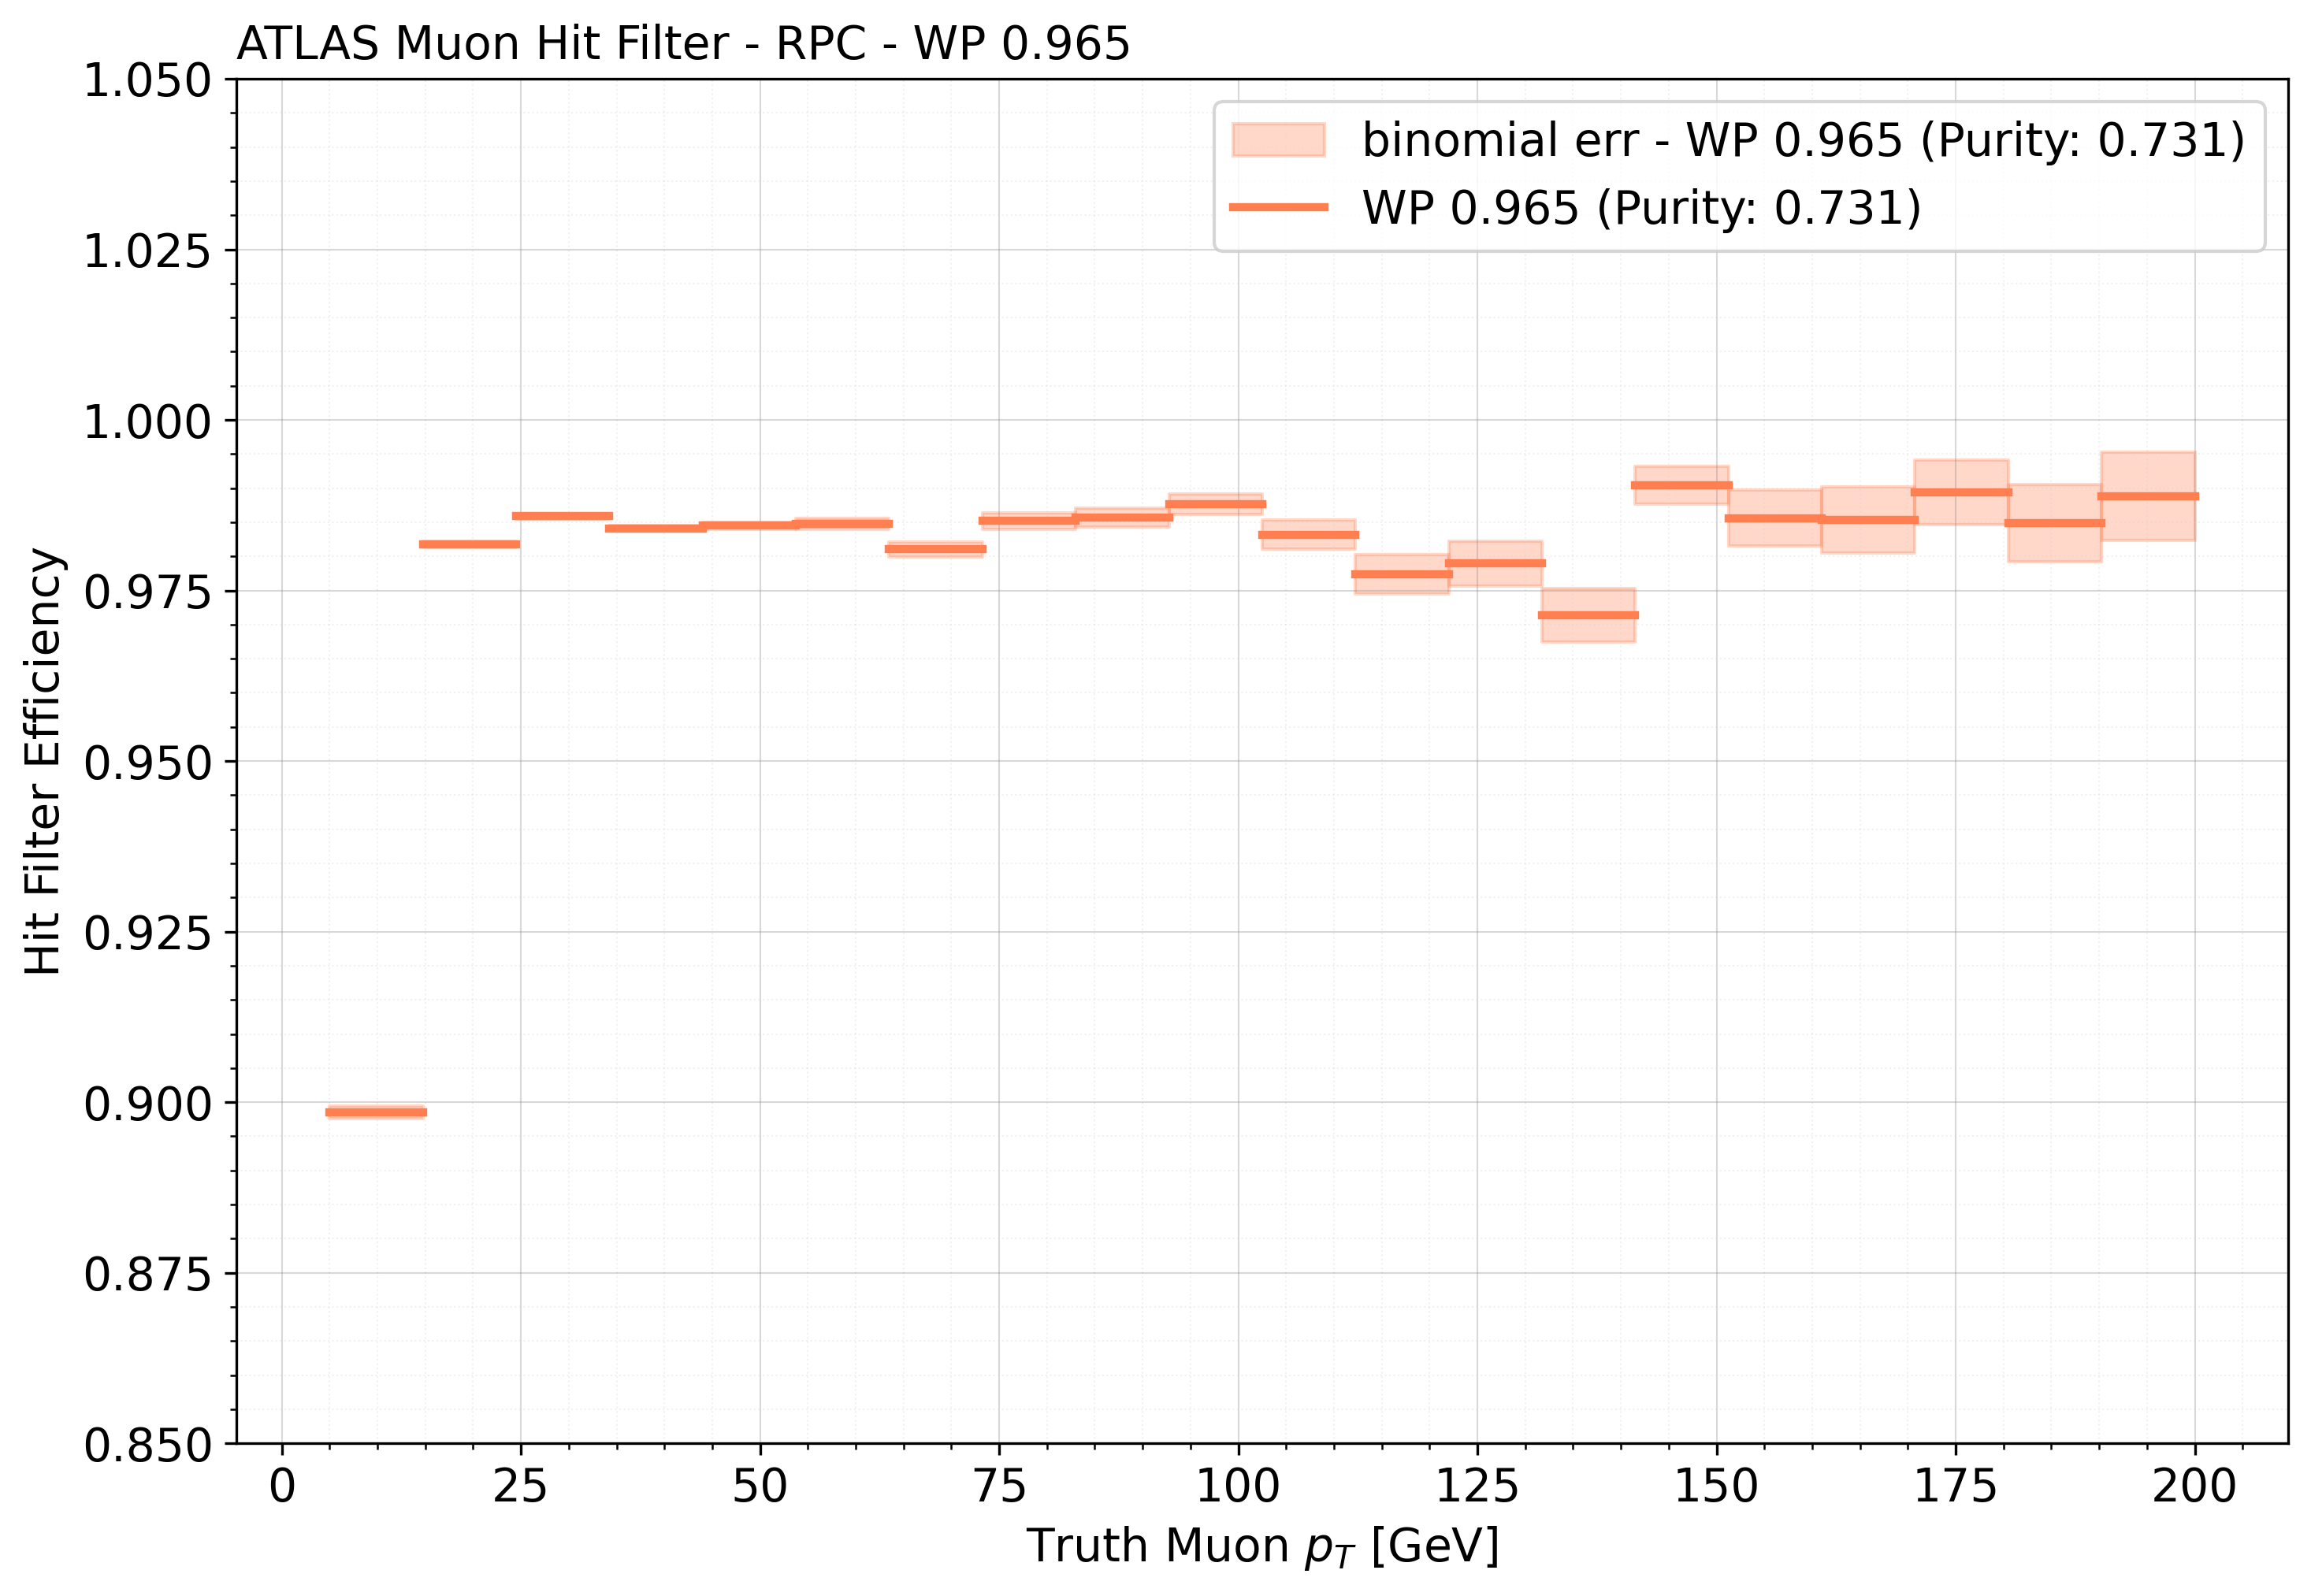 ATLAS Muon Hit Filter - RPC - WP 0.965
1.050
1.025
1.000
0.975
0.950
0.925
0.900
0.875
0.850
Hit Filter Efficiency
binomial err - WP 0.965 (Purity: 0.731)
WP 0.965 (Purity: 0.731)
0 25 50 75 100 125 150 175 200
Truth Muon p_T [GeV]